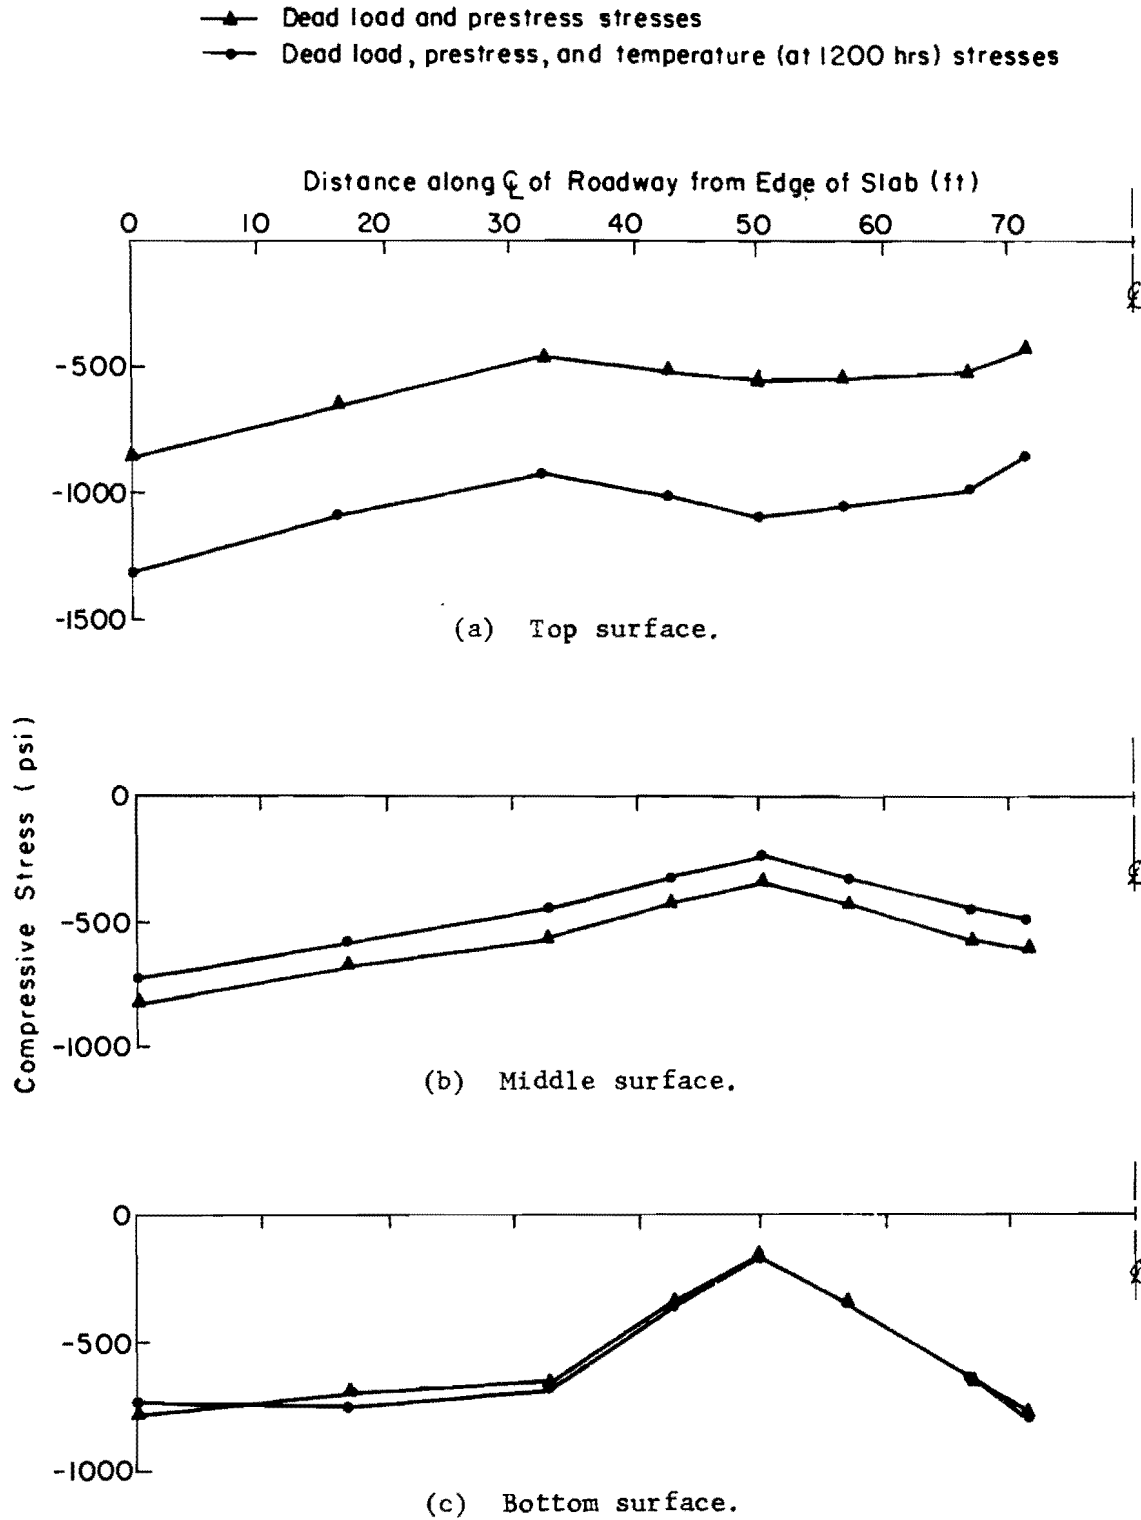 Dead load and prestress stresses
Dead load, prestress, and temperature (at 1200 hrs) stresses
Distance along ℄ of Roadway from Edge of Slab (ft)
0 10 20 30 40 50 60 70
℄
-500
-1000
-1500
(a) Top surface.
Compressive Stress (psi)
0
℄
-500
-1000
(b) Middle surface.
0
℄
-500
-1000
(c) Bottom surface.